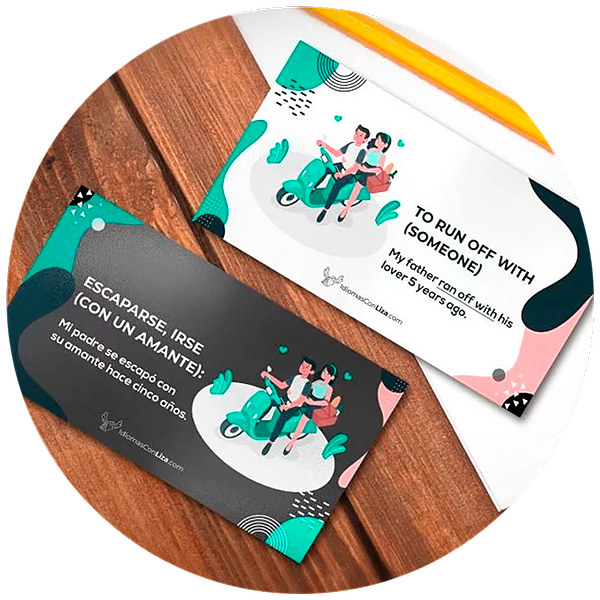 TO RUN OFF WITH
(SOMEONE)
My father ran off with his
lover 5 years ago.
IdiomasConLiza.com
ESCAPARSE, IRSE
(CON UN AMANTE):
Mi padre se escapó con
su amante hace cinco años.
IdiomasConLiza.com